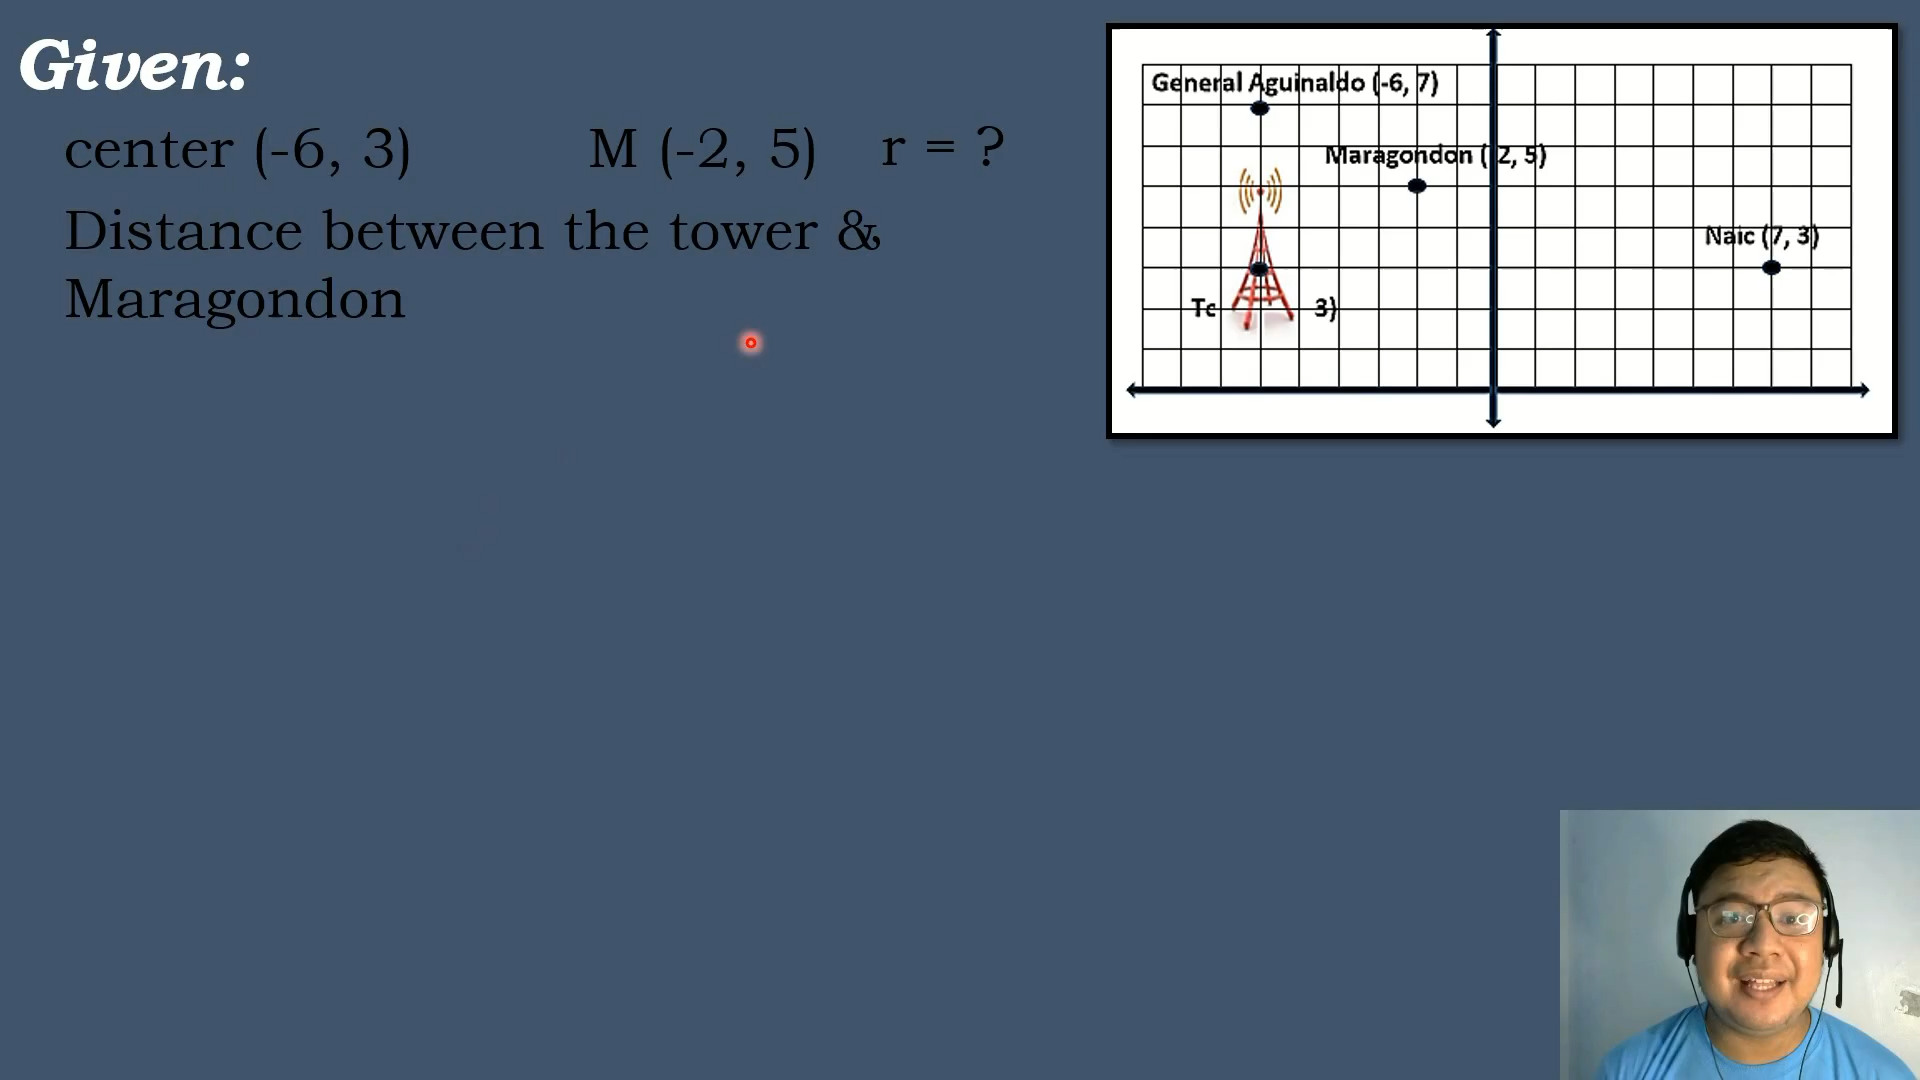 Given:
center (-6, 3) M (-2, 5) r = ?
Distance between the tower &
Maragondon
General Aguinaldo (-6, 7)
Maragondon ( 2, 5)
Naic (7, 3)
3)